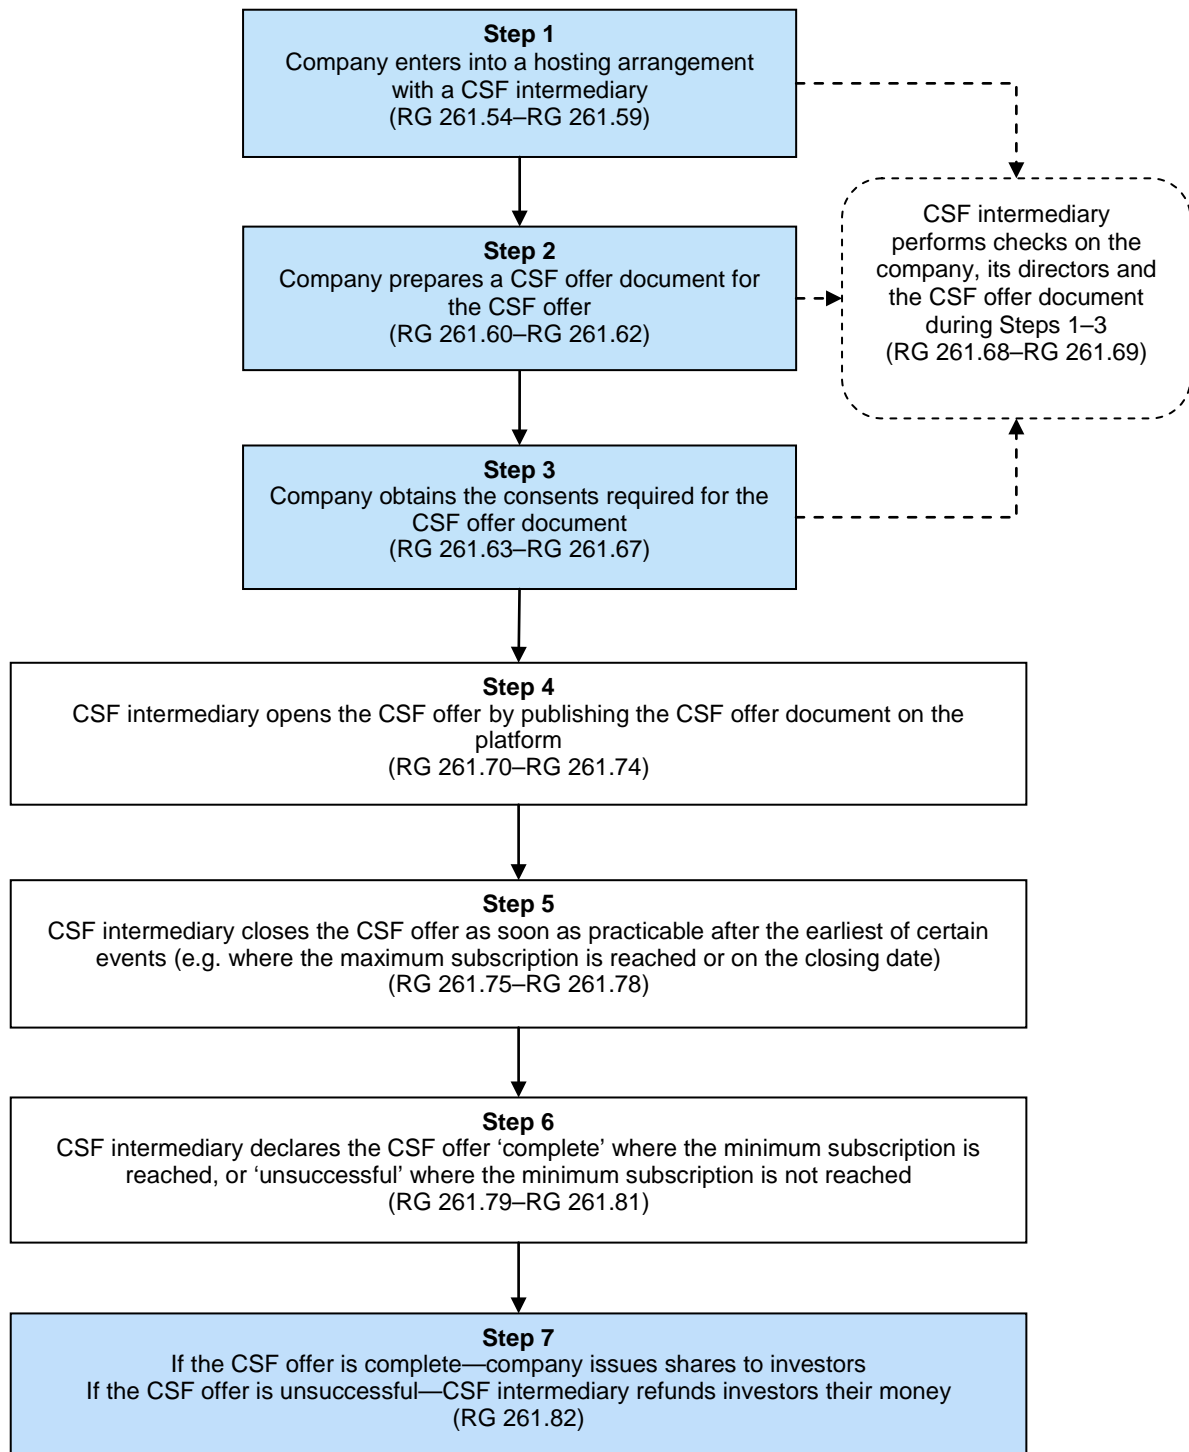 Step 1
Company enters into a hosting arrangement
with a CSF intermediary
(RG 261.54–RG 261.59)
CSF intermediary
performs checks on the
company, its directors and
the CSF offer document
during Steps 1–3
(RG 261.68–RG 261.69)
Step 2
Company prepares a CSF offer document for
the CSF offer
(RG 261.60–RG 261.62)
Step 3
Company obtains the consents required for the
CSF offer document
(RG 261.63–RG 261.67)
Step 4
CSF intermediary opens the CSF offer by publishing the CSF offer document on the
platform
(RG 261.70–RG 261.74)
Step 5
CSF intermediary closes the CSF offer as soon as practicable after the earliest of certain
events (e.g. where the maximum subscription is reached or on the closing date)
(RG 261.75–RG 261.78)
Step 6
CSF intermediary declares the CSF offer ‘complete’ where the minimum subscription is
reached, or ‘unsuccessful’ where the minimum subscription is not reached
(RG 261.79–RG 261.81)
Step 7
If the CSF offer is complete—company issues shares to investors
If the CSF offer is unsuccessful—CSF intermediary refunds investors their money
(RG 261.82)